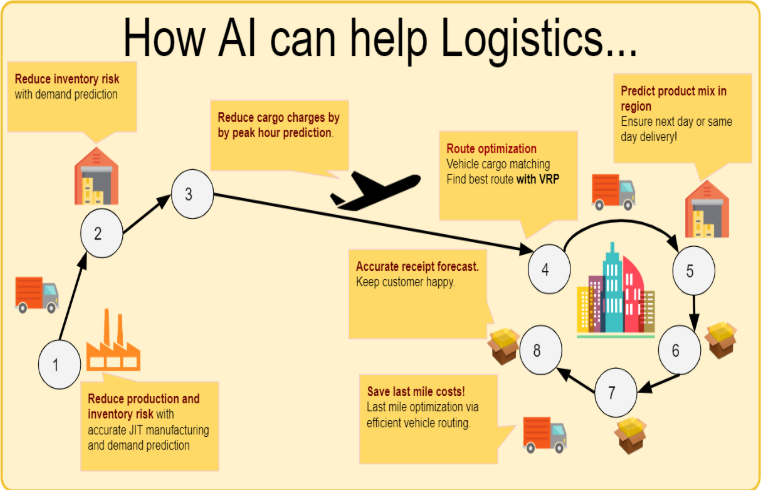 How AI can help Logistics...
Reduce inventory risk
with demand prediction
Reduce cargo charges by
by peak hour prediction.
Predict product mix in
region
Ensure next day or same
day delivery!
Route optimization
Vehicle cargo matching
Find best route with VRP
3
2
4
5
Accurate receipt forecast.
Keep customer happy.
1
8
6
7
Reduce production and
inventory risk with
accurate JIT manufacturing
and demand prediction
Save last mile costs!
Last mile optimization via
efficient vehicle routing.